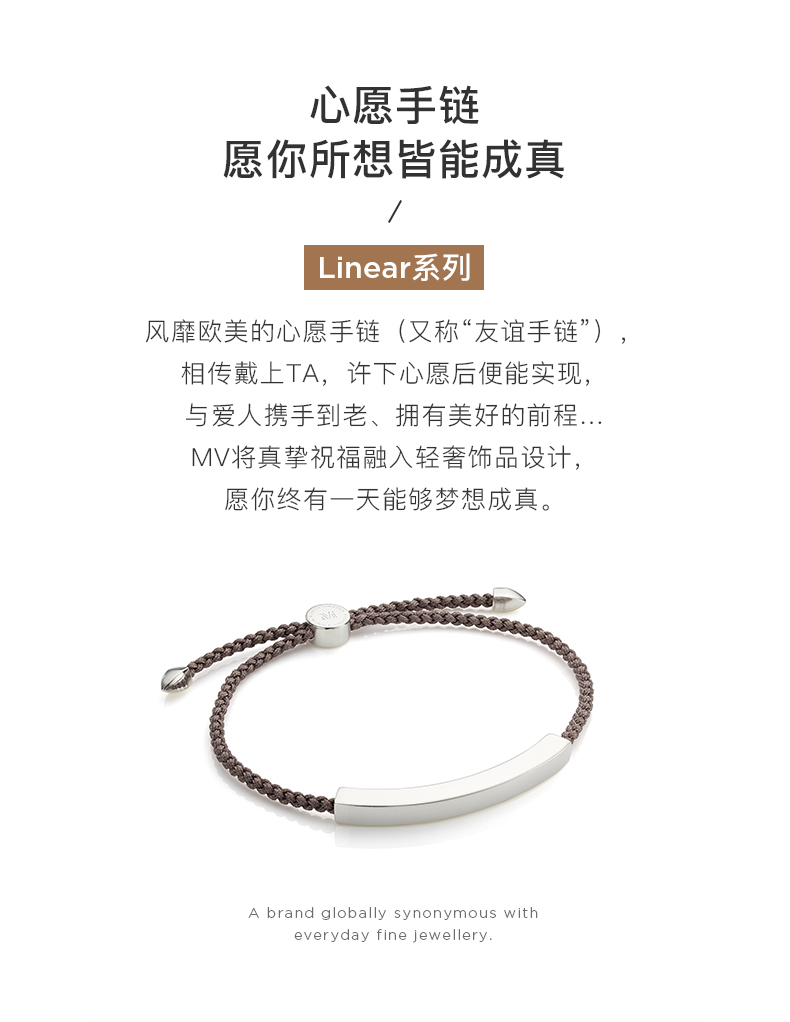 心愿手链
愿你所想皆能成真
/
Linear系列
风靡欧美的心愿手链（又称“友谊手链”），
相传戴上TA，许下心愿后便能实现，
与爱人携手到老、拥有美好的前程...
MV将真挚祝福融入轻奢饰品设计，
愿你终有一天能够梦想成真。
A brand globally synonymous with
everyday fine jewellery.